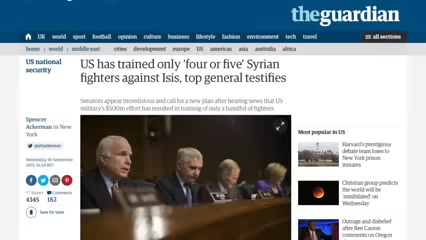 theguardian
UK world sport football opinion culture business lifestyle fashion environment tech travel all sections
home world middle east cities development europe US americas asia australia africa
US national
security
US has trained only 'four or five' Syrian
fighters against Isis, top general testifies
Senators appear incredulous and call for a new plan after hearing news that US
military's $500m effort has resulted in training of only a handful of fighters
Spencer
Ackerman in New
York
@attackerman
Wednesday 16 September
Shares Comments
4345 182
Save for later
Most popular in US
Harvard's prestigious
debate team loses to
New York prison
inmates
Christian group predicts
the world will be
'annihilated' on
Wednesday
Outrage and disbelief
after Ben Carson
comments on Oregon